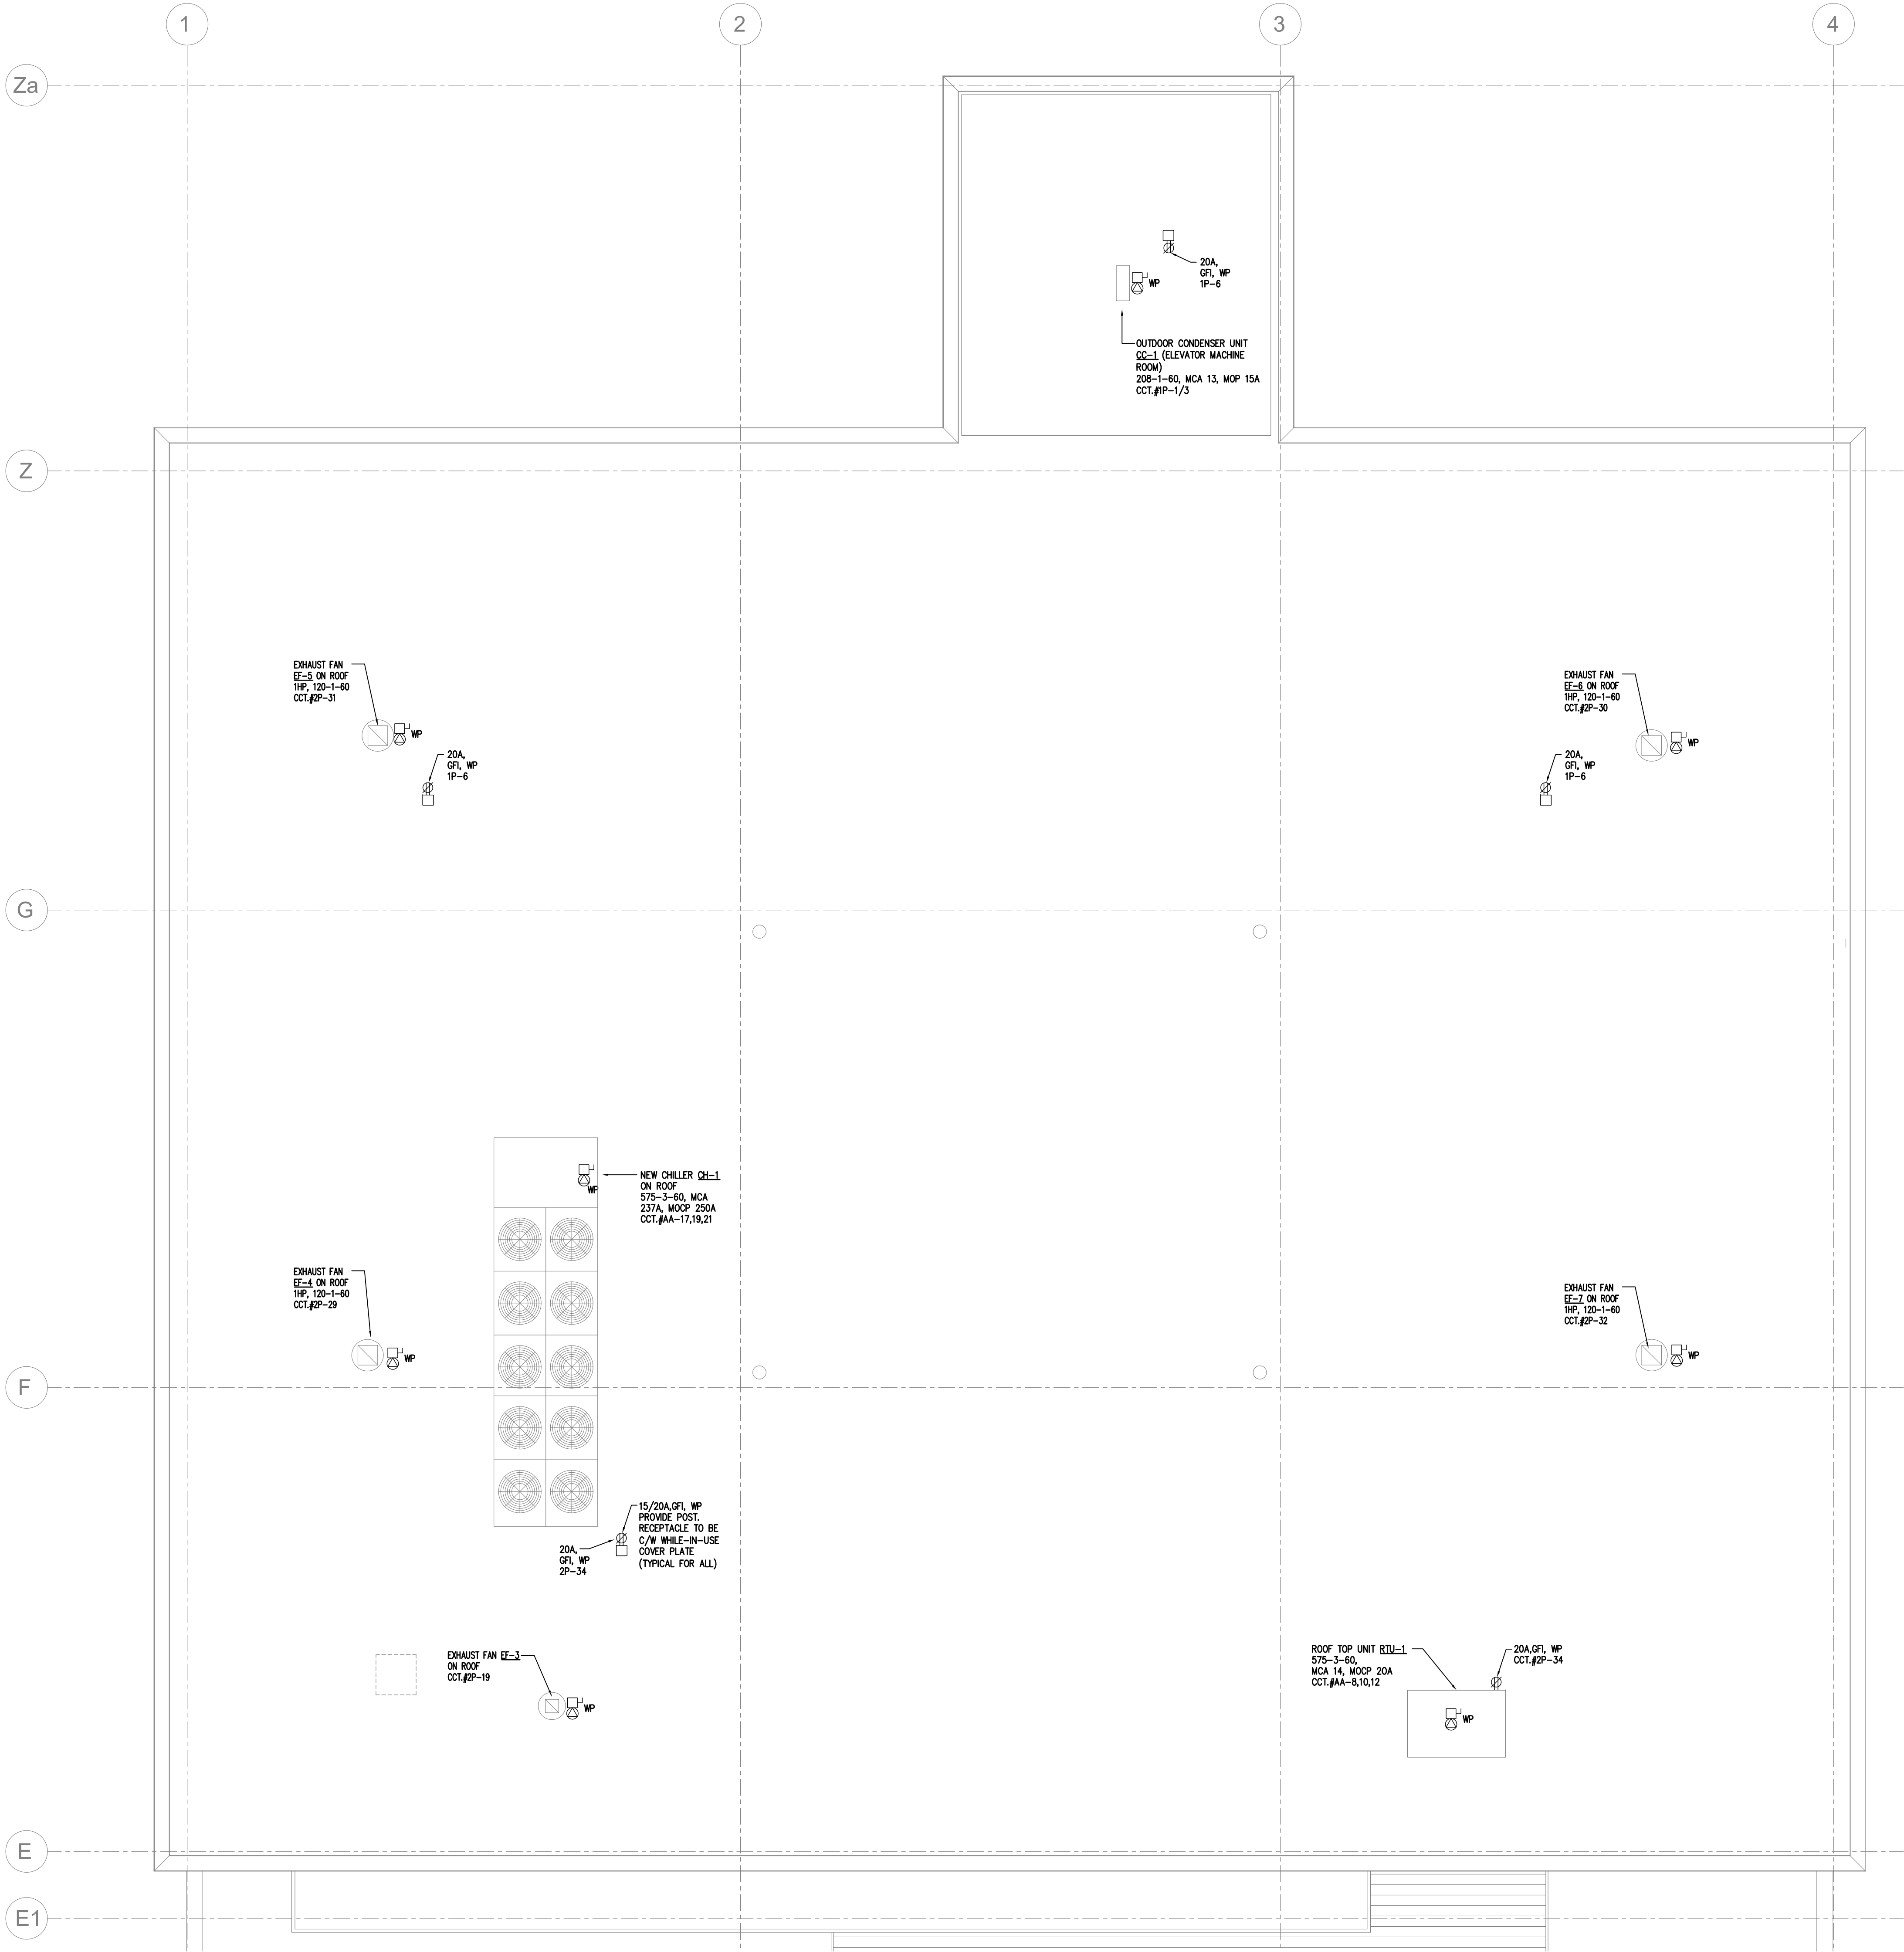 1
2
3
4
Za
20A,
GFI, WP
1P-6
WP
OUTDOOR CONDENSER UNIT
CC-1 (ELEVATOR MACHINE
ROOM)
208-1-60, MCA 13, MOP 15A
CCT.#1P-1/3
Z
EXHAUST FAN
EF-5 ON ROOF
1HP, 120-1-60
CCT.#2P-31
WP
20A,
GFI, WP
1P-6
EXHAUST FAN
EF-6 ON ROOF
1HP, 120-1-60
CCT.#2P-30
WP
20A,
GFI, WP
1P-6
G
WP
NEW CHILLER CH-1
ON ROOF
575-3-60, MCA
237A, MOCP 250A
CCT.#AA-17,19,21
EXHAUST FAN
EF-4 ON ROOF
1HP, 120-1-60
CCT.#2P-29
WP
EXHAUST FAN
EF-7 ON ROOF
1HP, 120-1-60
CCT.#2P-32
WP
F
15/20A,GFI, WP
PROVIDE POST.
RECEPTACLE TO BE
C/W WHILE-IN-USE
COVER PLATE
(TYPICAL FOR ALL)
20A,
GFI, WP
2P-34
EXHAUST FAN EF-3
ON ROOF
CCT.#2P-19
WP
ROOF TOP UNIT RTU-1
575-3-60,
MCA 14, MOCP 20A
CCT.#AA-8,10,12
20A,GFI, WP
CCT.#2P-34
WP
E
E1